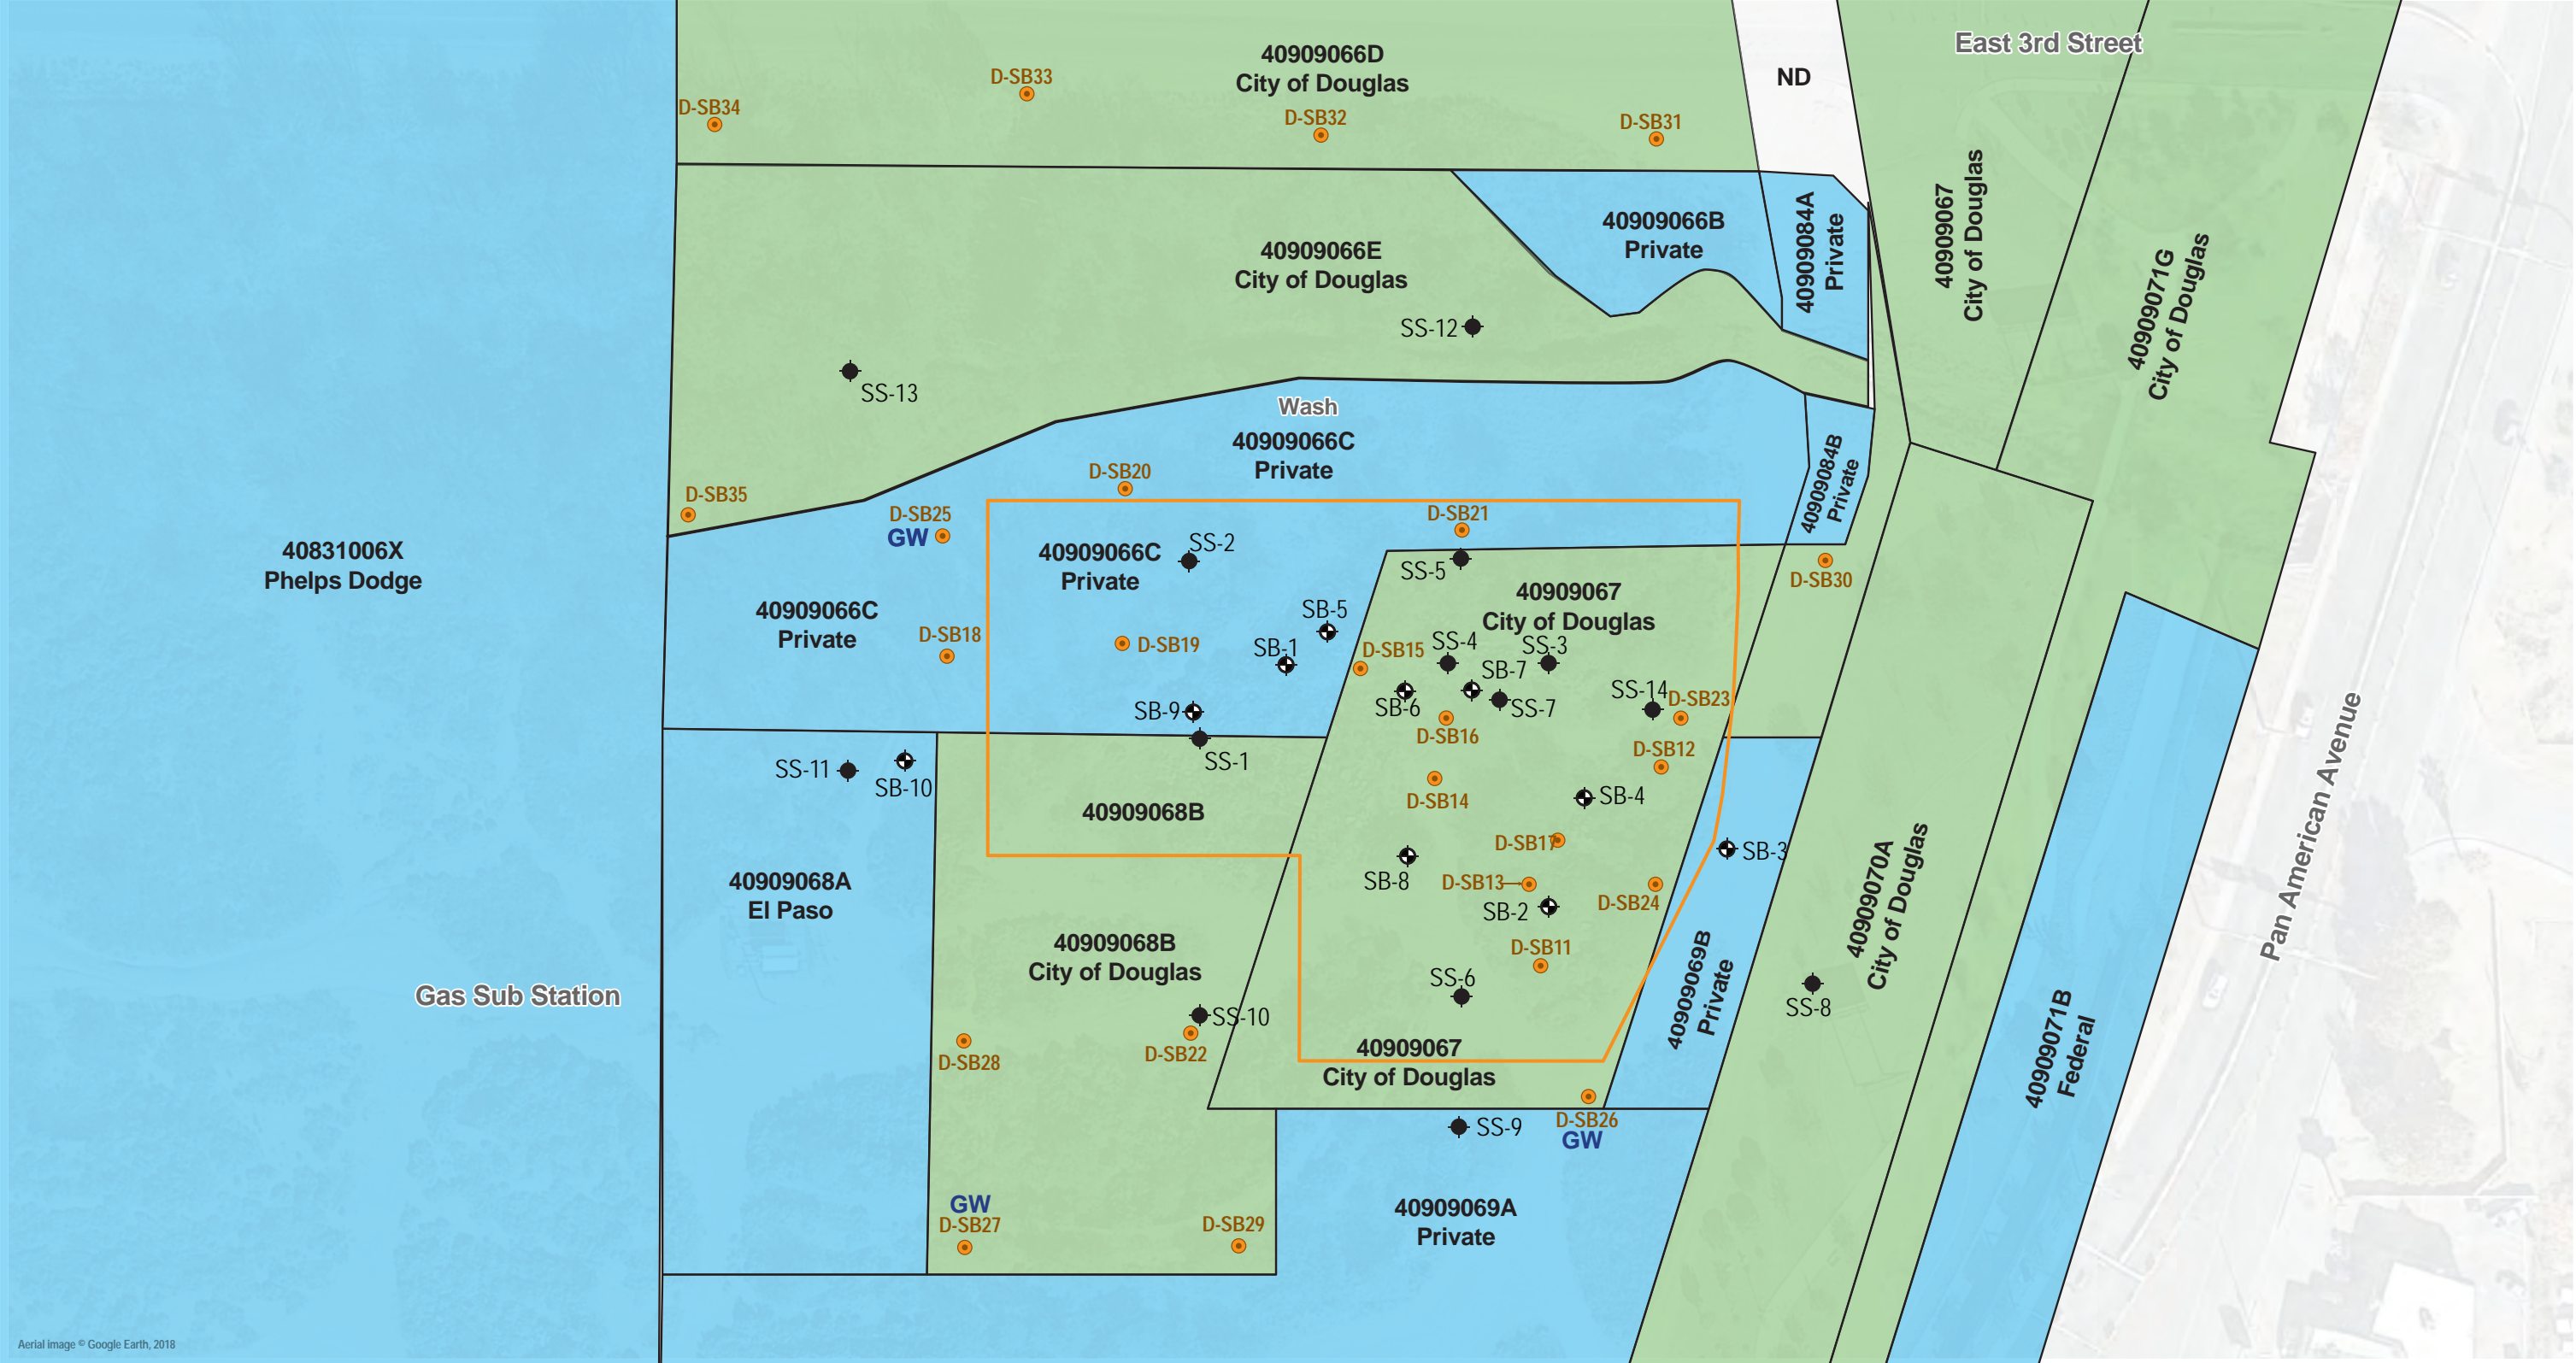 East 3rd Street
40909066D
City of Douglas
ND
D-SB33
D-SB34
D-SB32
D-SB31
40909067
City of Douglas
40909066B
Private
40909084A
Private
40909071G
City of Douglas
40909066E
City of Douglas
SS-12
SS-13
Wash
40909066C
Private
40909084B
Private
D-SB20
D-SB35
D-SB25
GW
D-SB21
40831006X
Phelps Dodge
40909066C
Private
SS-2
SS-5
D-SB30
40909067
City of Douglas
40909066C
Private
SB-5
D-SB18
D-SB19
SB-1
D-SB15
SS-4
SS-3
SB-7
SB-6
SS-7
SS-14
D-SB23
SB-9
D-SB16
D-SB12
SS-1
SS-11
SB-10
D-SB14
SB-4
40909068B
D-SB17
SB-3
SB-8
D-SB13
SB-2
D-SB24
40909068A
El Paso
40909070A
City of Douglas
Pan American Avenue
40909068B
City of Douglas
D-SB11
SS-6
40909069B
Private
Gas Sub Station
SS-8
SS-10
D-SB22
D-SB28
40909067
City of Douglas
40909071B
Federal
SS-9
D-SB26
GW
GW
D-SB27
D-SB29
40909069A
Private
Aerial image © Google Earth, 2018